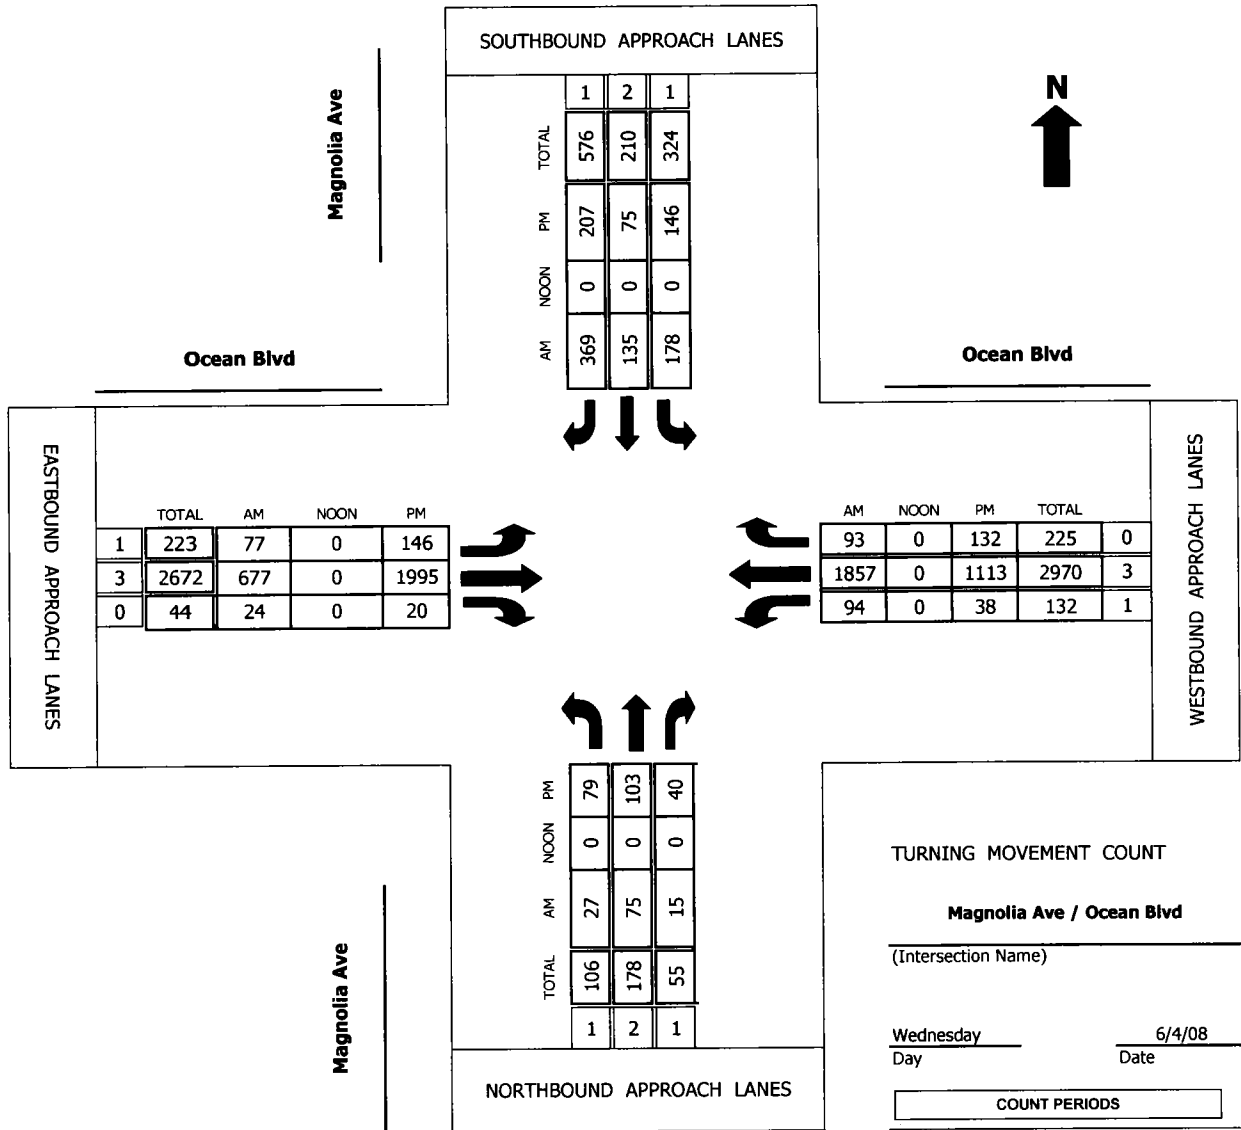 SOUTHBOUND APPROACH LANES
N
Magnolia Ave
1 2 1
TOTAL 576 210 324
PM 207 75 146
NOON 0 0 0
AM 369 135 178
Ocean Blvd
Ocean Blvd
EASTBOUND APPROACH LANES
TOTAL AM NOON PM
1 223 77 0 146
3 2672 677 0 1995
0 44 24 0 20
AM NOON PM TOTAL
93 0 132 225 0
1857 0 1113 2970 3
94 0 38 132 1
WESTBOUND APPROACH LANES
PM 79 103 40
NOON 0 0 0
AM 27 75 15
TOTAL 106 178 55
1 2 1
Magnolia Ave
NORTHBOUND APPROACH LANES
TURNING MOVEMENT COUNT
Magnolia Ave / Ocean Blvd
(Intersection Name)
Wednesday 6/4/08
Day Date
COUNT PERIODS